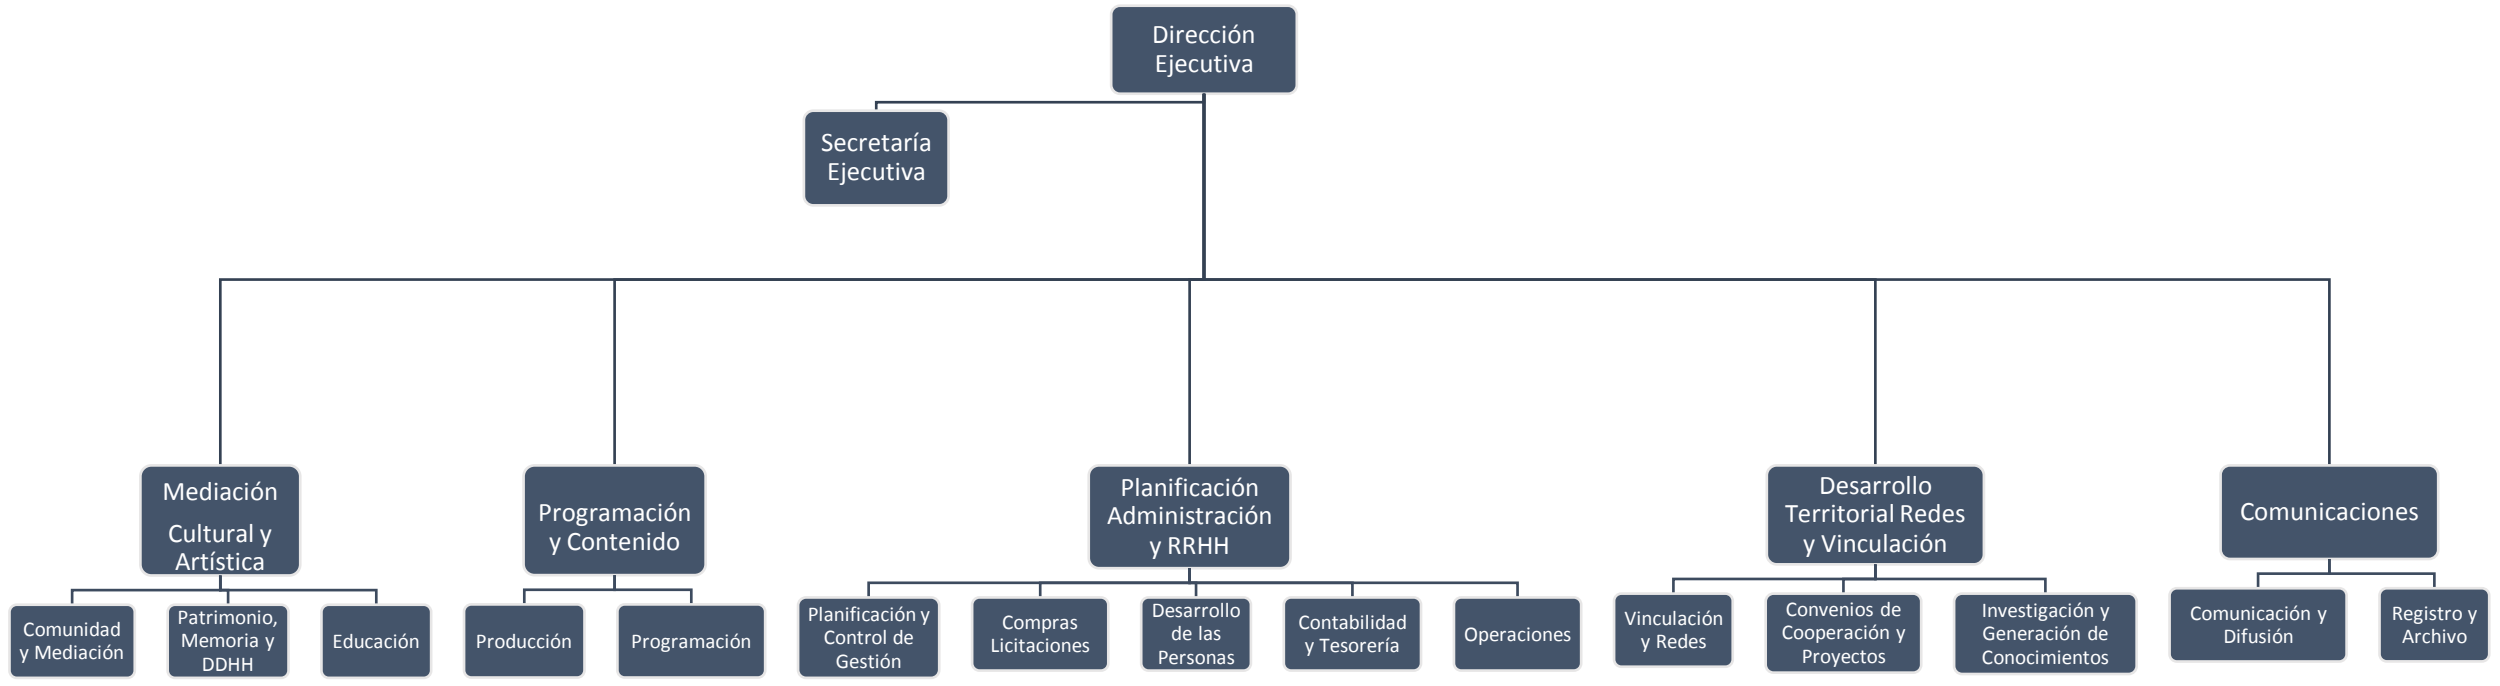 Dirección
Ejecutiva
Secretaría
Ejecutiva
Mediación
Cultural y
Artística
Programación
y Contenido
Planificación
Administración
y RRHH
Desarrollo
Territorial Redes
y Vinculación
Comunicaciones
Comunidad
y Mediación
Patrimonio,
Memoria y
DDHH
Educación
Producción
Programación
Planificación y
Control de
Gestión
Compras
Licitaciones
Desarrollo
de las
Personas
Contabilidad
y Tesorería
Operaciones
Vinculación
y Redes
Convenios de
Cooperación y
Proyectos
Investigación y
Generación de
Conocimientos
Comunicación y
Difusión
Registro y
Archivo